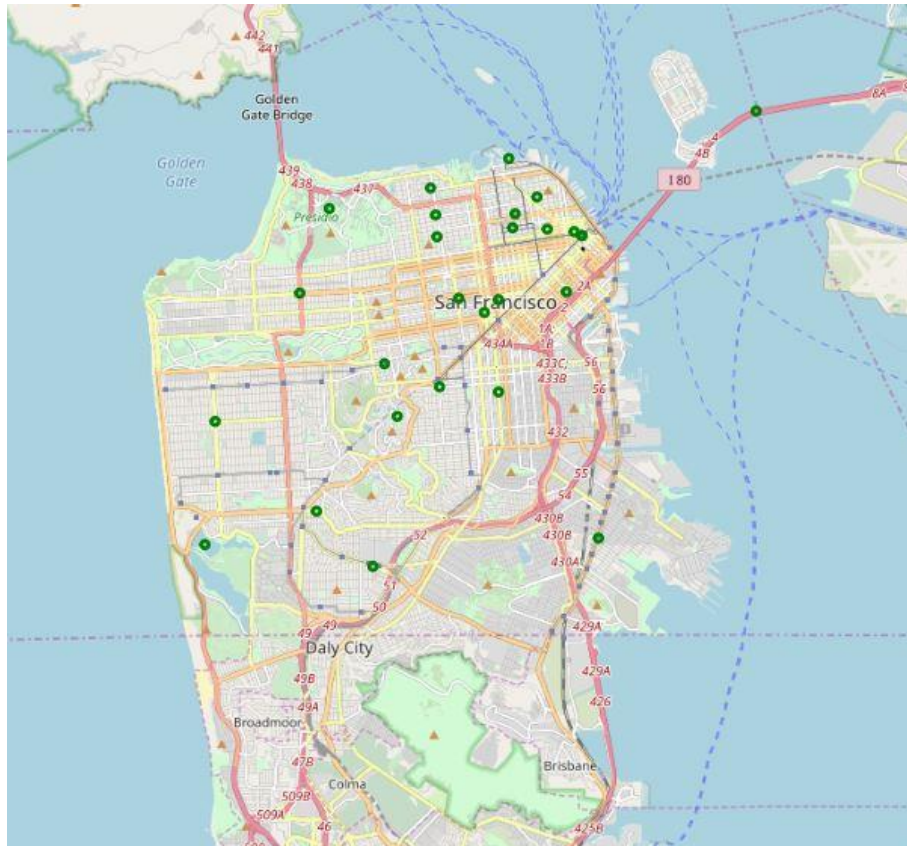 442
441
Golden
Gate Bridge
8A
4
4B
Golden
Gate
439
438
437
180
Presidio
2A
San Francisco
2
1A
1B
434A
433C;
433B
56
56
432
55
54
430B
52
430B
430A
51
50
49
49
429A
Daly City
49B
429A
49A
426
Broadmoor
47B
Brisbane
Colma
509B
509A
46
425B